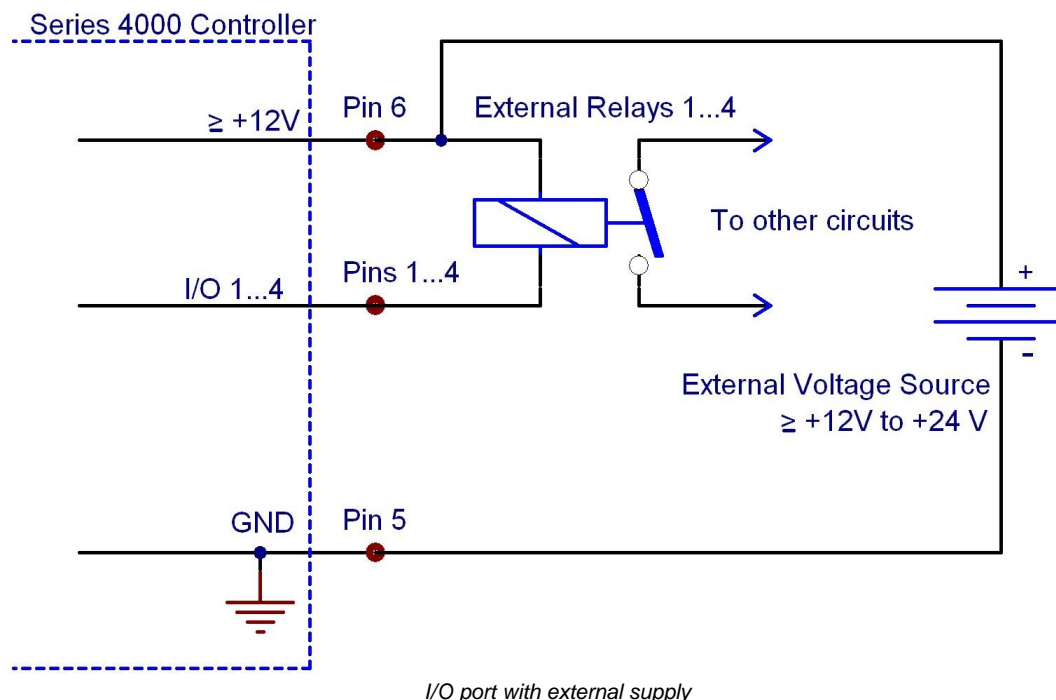 Series 4000 Controller
≥ +12V
Pin 6
External Relays 1...4
To other circuits
I/O 1...4
Pins 1...4
+
-
External Voltage Source
≥ +12V to +24 V
GND
Pin 5
I/O port with external supply